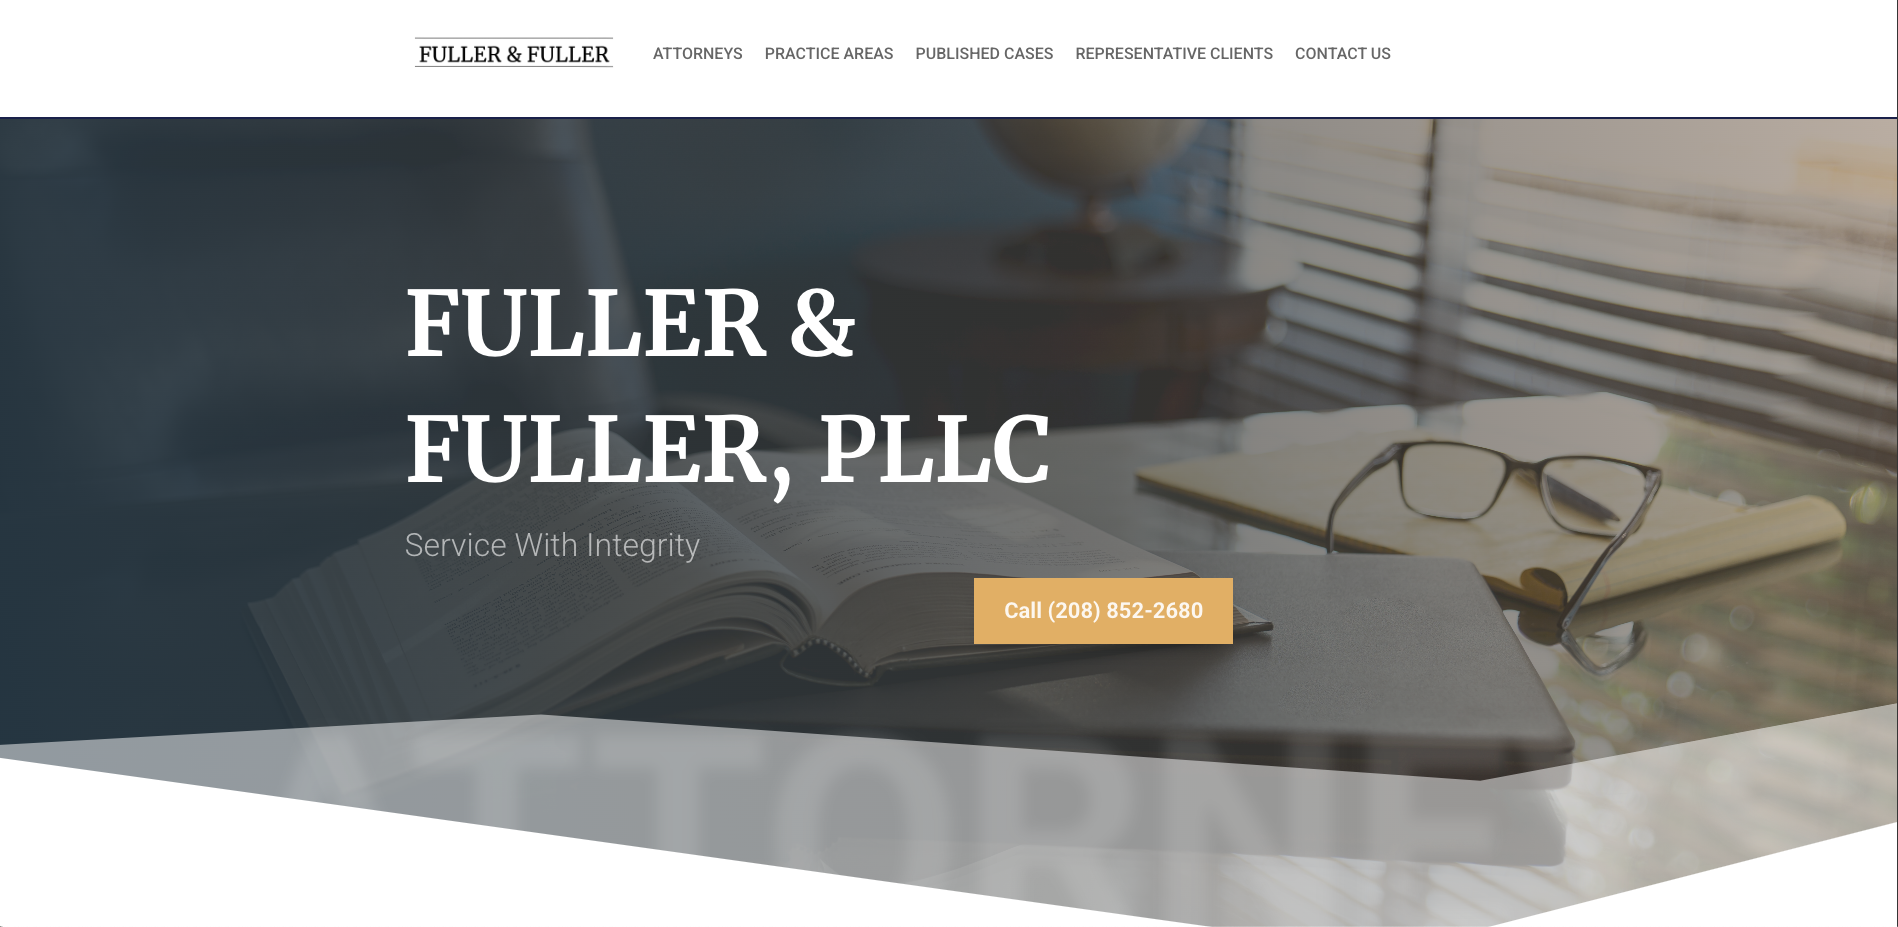 FULLER & FULLER
ATTORNEYS
PRACTICE AREAS
PUBLISHED CASES
REPRESENTATIVE CLIENTS
CONTACT US
FULLER &
FULLER, PLLC
Service With Integrity
Call (208) 852-2680
ATTORNE